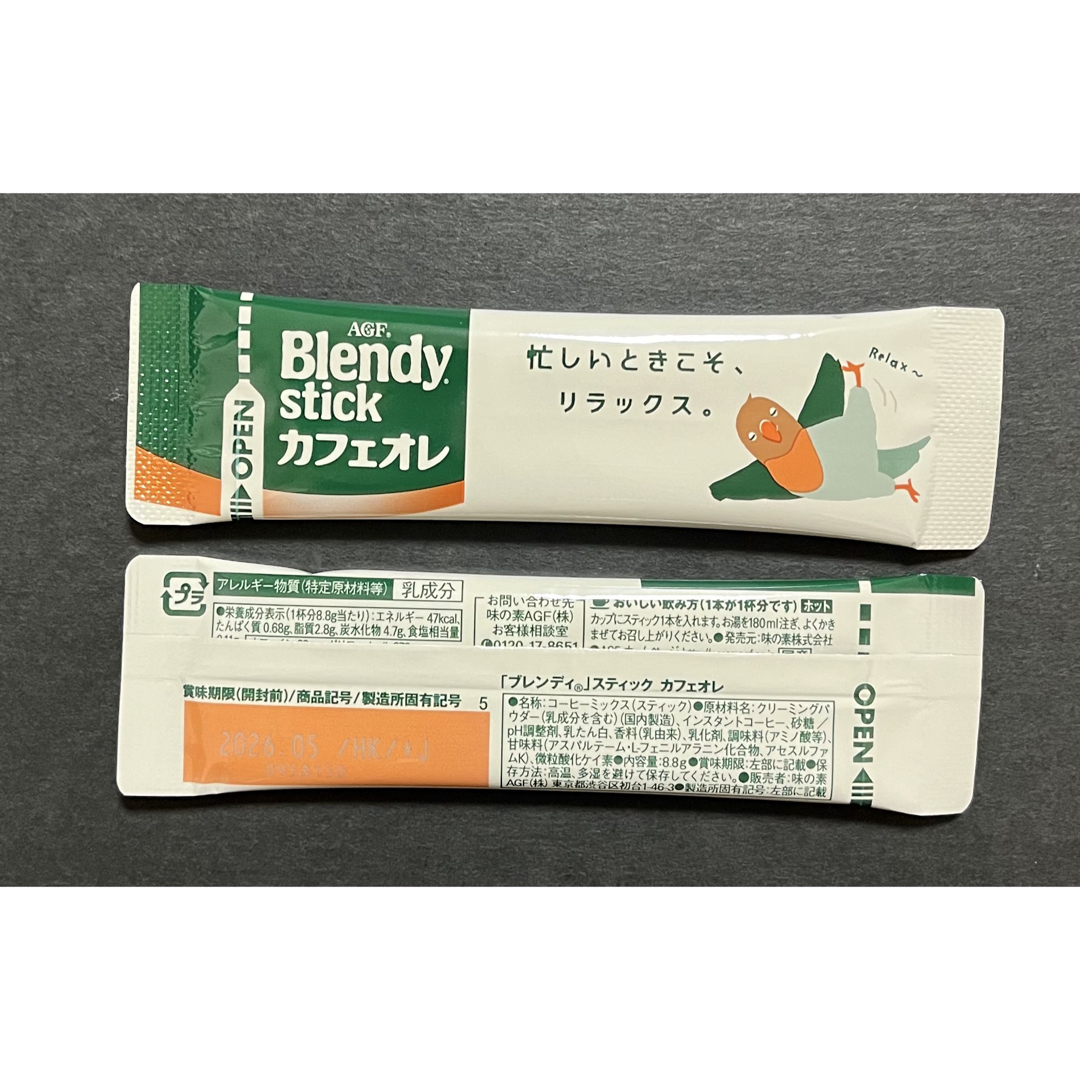 AGF®
Blendy®
stick
カフェオレ
OPEN
忙しいときこそ、
リラックス。
Relax〜
プラ
アレルギー物質(特定原材料等) 乳成分
●栄養成分表示(1杯分8.8g当たり):エネルギー 47kcal、
たんぱく質 0.68g、脂質2.8g、炭水化物 4.7g、食塩相当量
お問い合わせ先
味の素AGF(株)
お客様相談室
0120-17-8651
おいしい飲み方(1本が1杯分です) ホット
カップにスティック1本を入れます。お湯を180ml注ぎ、よくかき
まぜてお召し上がりください。●発売元:味の素株式会社
賞味期限(開封前)/商品記号/製造所固有記号 5
2026.05
「ブレンディ®」スティック カフェオレ
●名称:コーヒーミックス(スティック)●原材料名:クリーミングパ
ウダー(乳成分を含む)(国内製造)、インスタントコーヒー、砂糖/
pH調整剤、乳たん白、香料(乳由来)、乳化剤、調味料(アミノ酸等)、
甘味料(アスパルテーム・L-フェニルアラニン化合物、アセスルファ
ムK)、微粒酸化ケイ素●内容量:8.8g●賞味期限:左部に記載●保
存方法:高温、多湿を避けて保存してください。●販売者:味の素
AGF(株) 東京都渋谷区初台1-46-3●製造所固有記号:左部に記載
OPEN